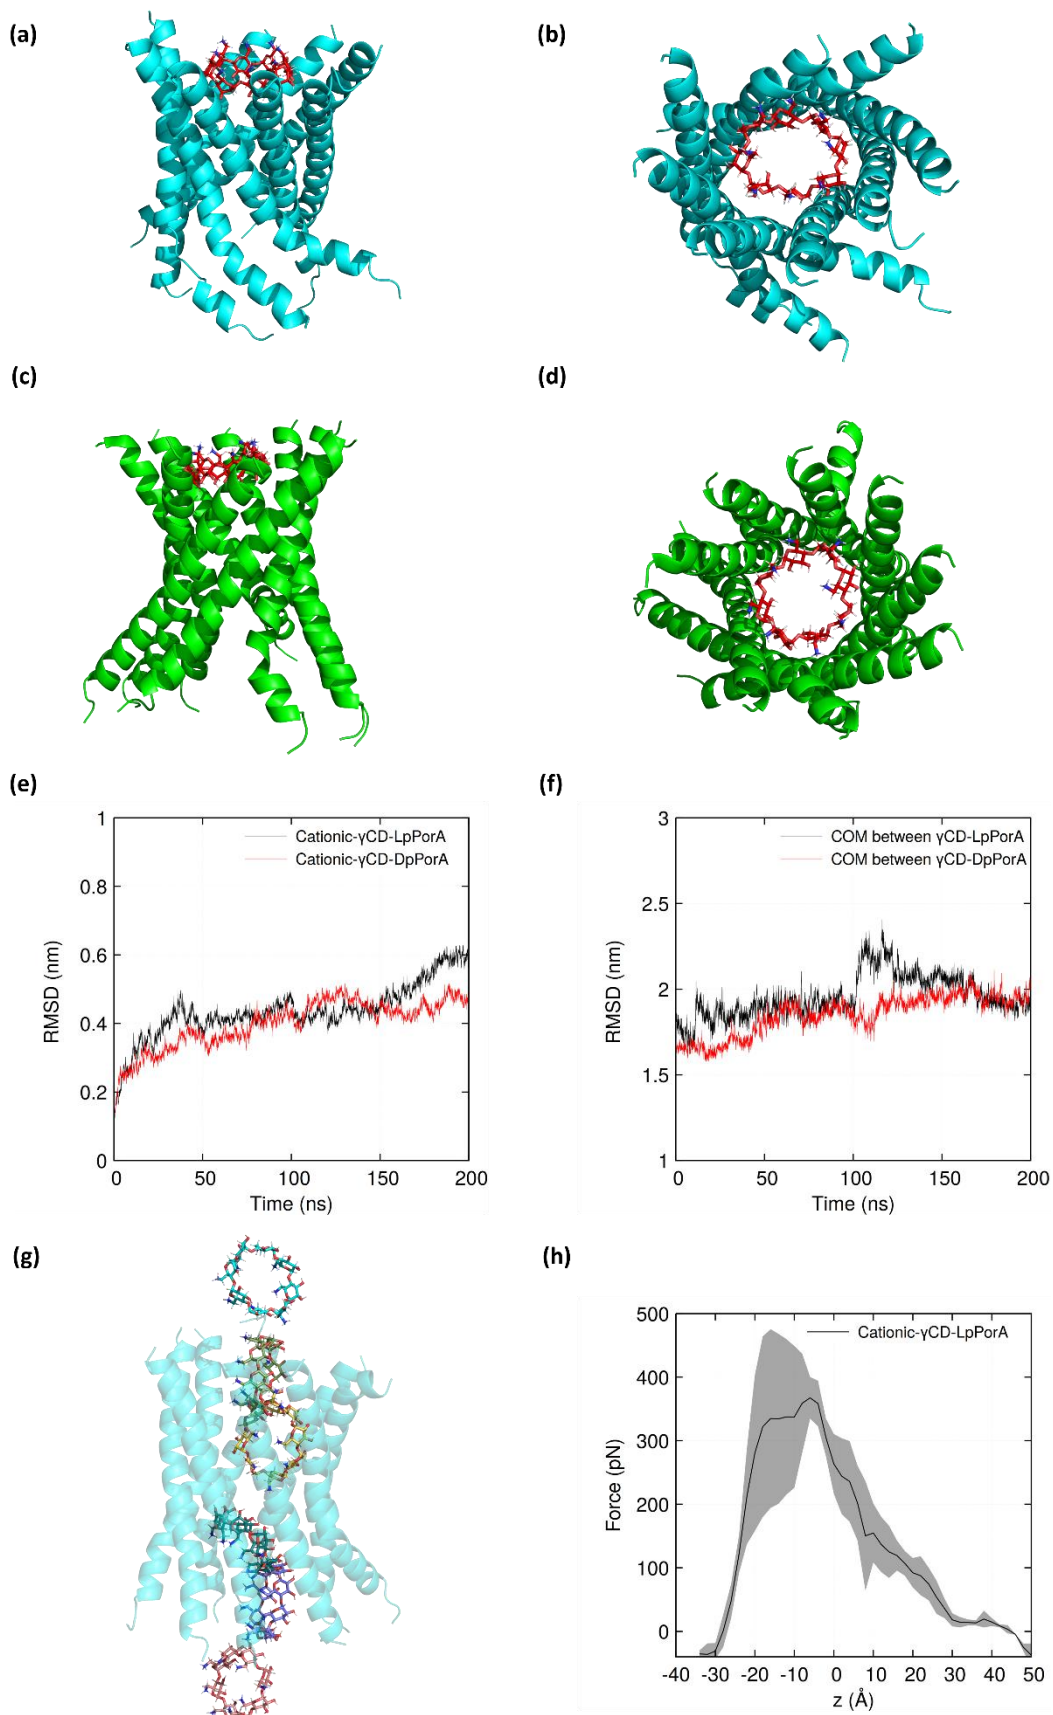 (a)
(b)
(c)
(d)
(e)
(f)
1
0.8
0.6
0.4
0.2
0
Cationic-γCD-LpPorA
Cationic-γCD-DpPorA
RMSD (nm)
0 50 100 150 200
Time (ns)
3
2.5
2
1.5
1
COM between γCD-LpPorA
COM between γCD-DpPorA
RMSD (nm)
0 50 100 150 200
Time (ns)
(g)
(h)
500
400
300
200
100
0
Cationic-γCD-LpPorA
Force (pN)
-40 -30 -20 -10 0 10 20 30 40 50
z (Å)